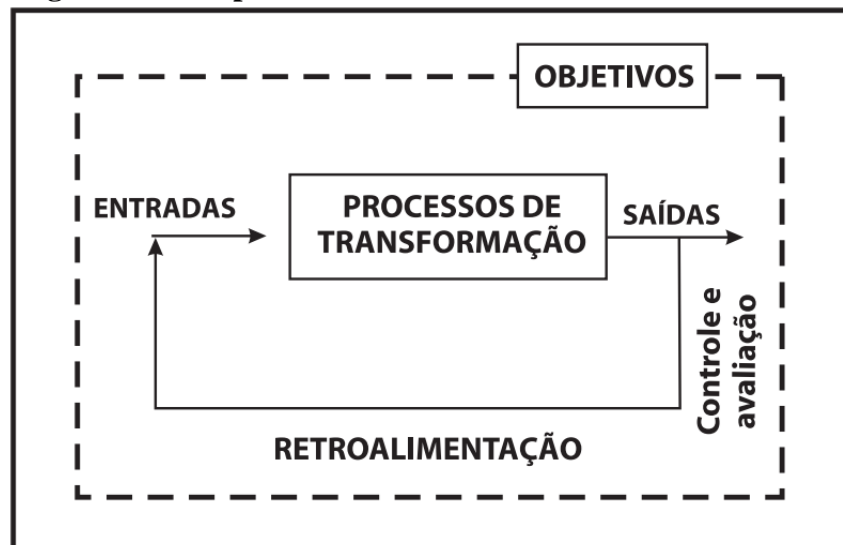 OBJETIVOS
ENTRADAS
PROCESSOS DE
TRANSFORMAÇÃO
SAÍDAS
Controle e
avaliação
RETROALIMENTAÇÃO